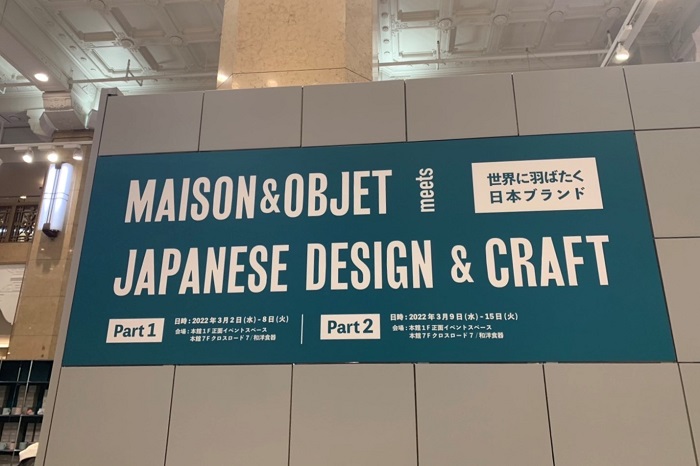 MAISON&OBJET meets
世界に羽ばたく
日本ブランド
JAPANESE DESIGN & CRAFT
Part 1
日時：2022年3月2日(水)-8日(火)
会場：本館1F正面イベントスペース
本館7Fクロスロード7/和洋食器
Part 2
日時：2022年3月9日(水)-15日(火)
会場：本館1F正面イベントスペース
本館7Fクロスロード7/和洋食器